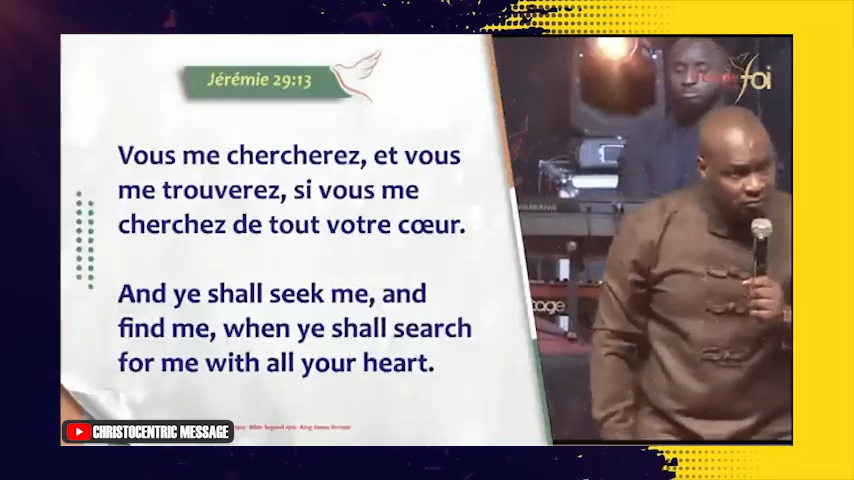 Jérémie 29:13
Vous me chercherez, et vous
me trouverez, si vous me
cherchez de tout votre cœur.
And ye shall seek me, and
find me, when ye shall search
for me with all your heart.
foi
CHRISTOCENTRIC MESSAGE